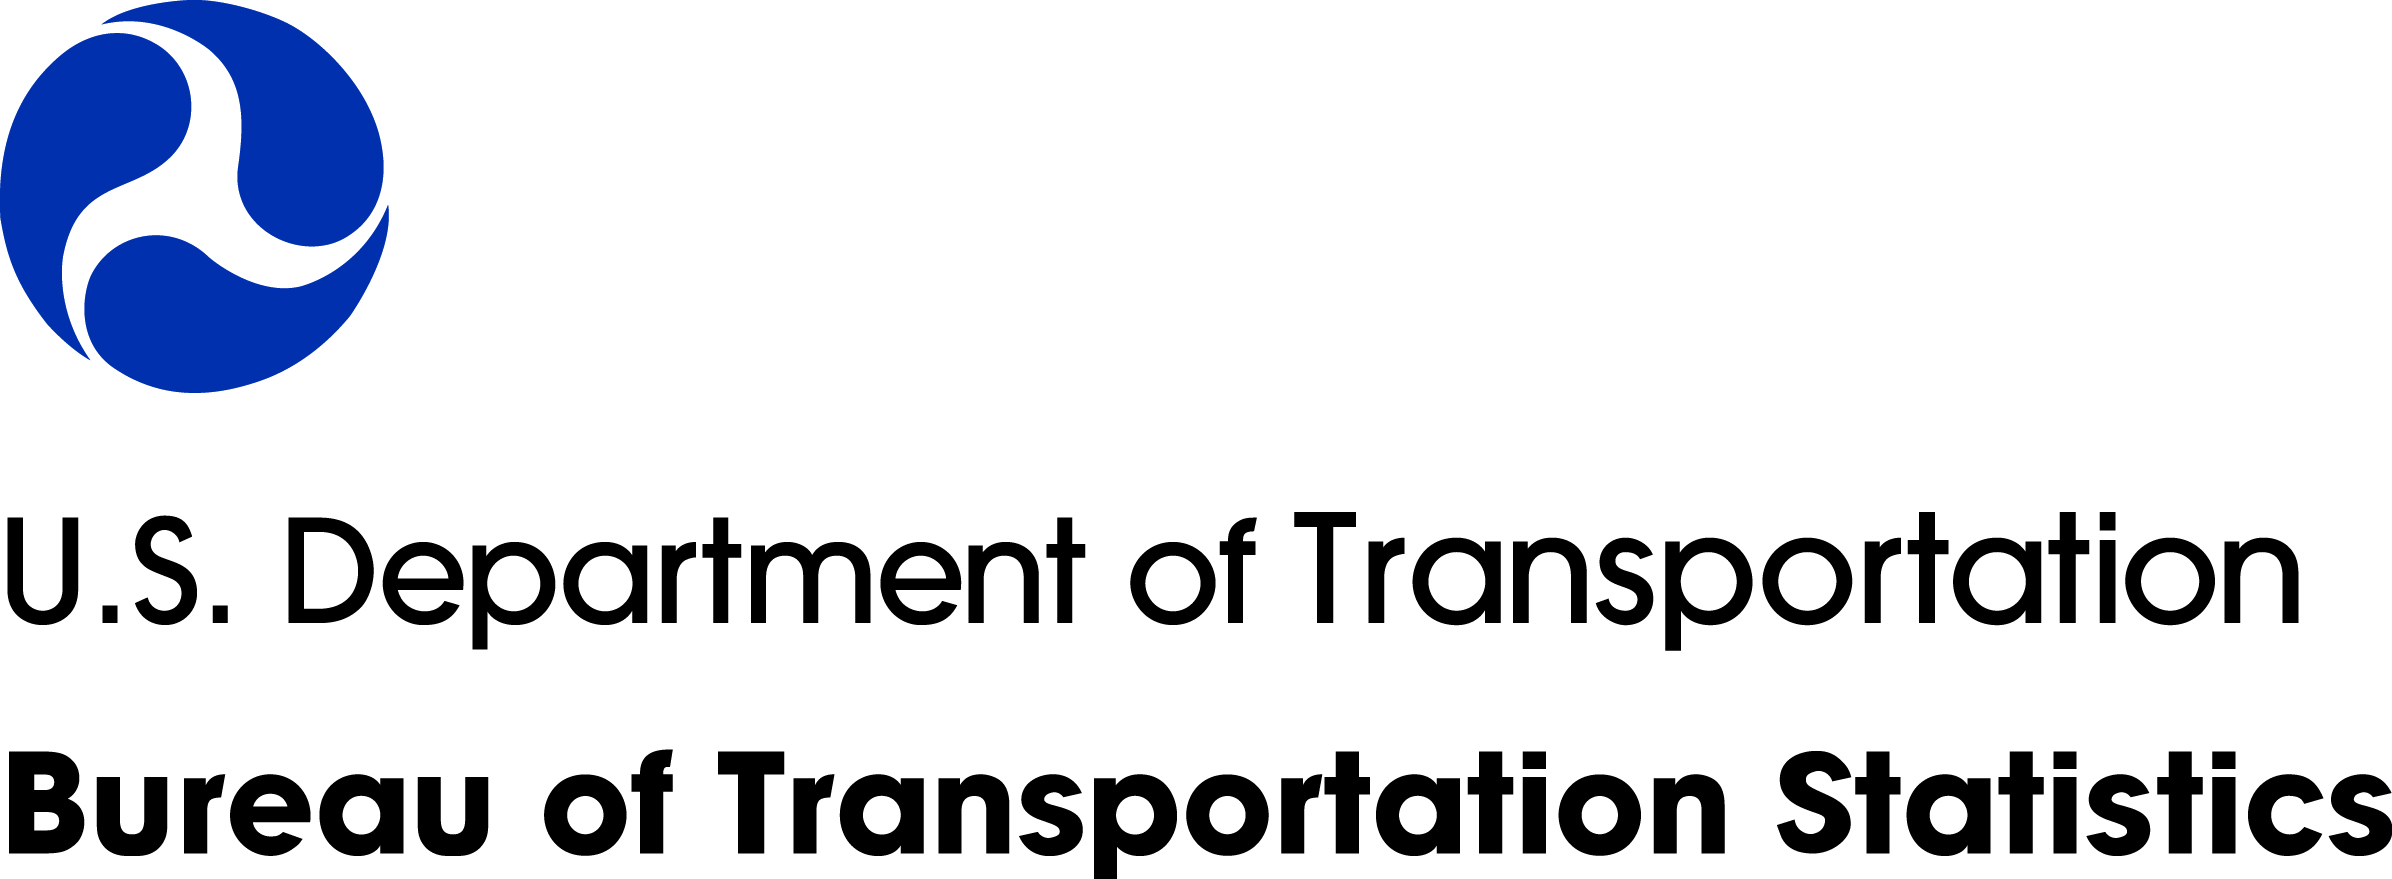 U.S. Department of Transportation
Bureau of Transportation Statistics